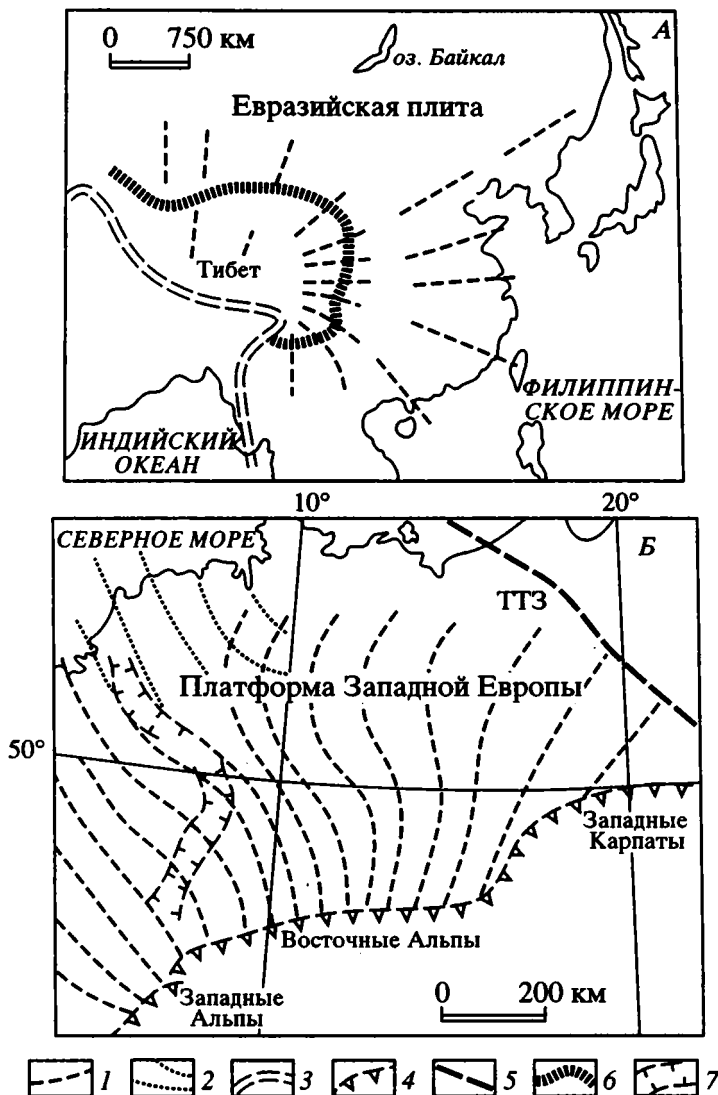 0 750 км
А
оз. Байкал
Евразийская плита
Тибет
ИНДИЙСКИЙ
ОКЕАН
ФИЛИППИН-
СКОЕ МОРЕ
10°
20°
СЕВЕРНОЕ МОРЕ
Б
ТТЗ
Платформа Западной Европы
50°
Западные
Карпаты
Восточные Альпы
Западные
Альпы
0 200 км
1 2 3 4 5 6 7